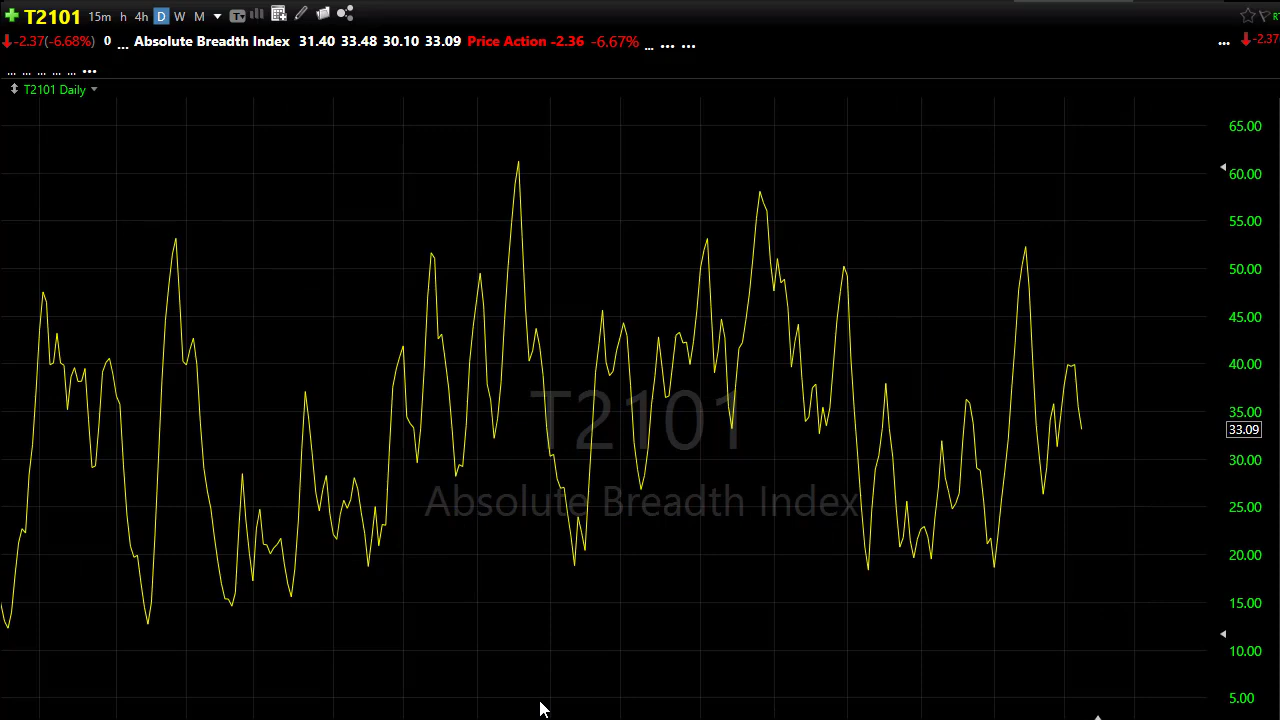 T2101 15m h 4h D W M T
-2.37(-6.68%) 0 ... Absolute Breadth Index 31.40 33.48 30.10 33.09 Price Action -2.36 -6.67% ... ... ... ... -2.37
... ... ... ... ... ...
T2101 Daily
65.00
60.00
55.00
50.00
45.00
40.00
35.00
33.09
30.00
25.00
20.00
15.00
10.00
5.00
T2101
Absolute Breadth Index